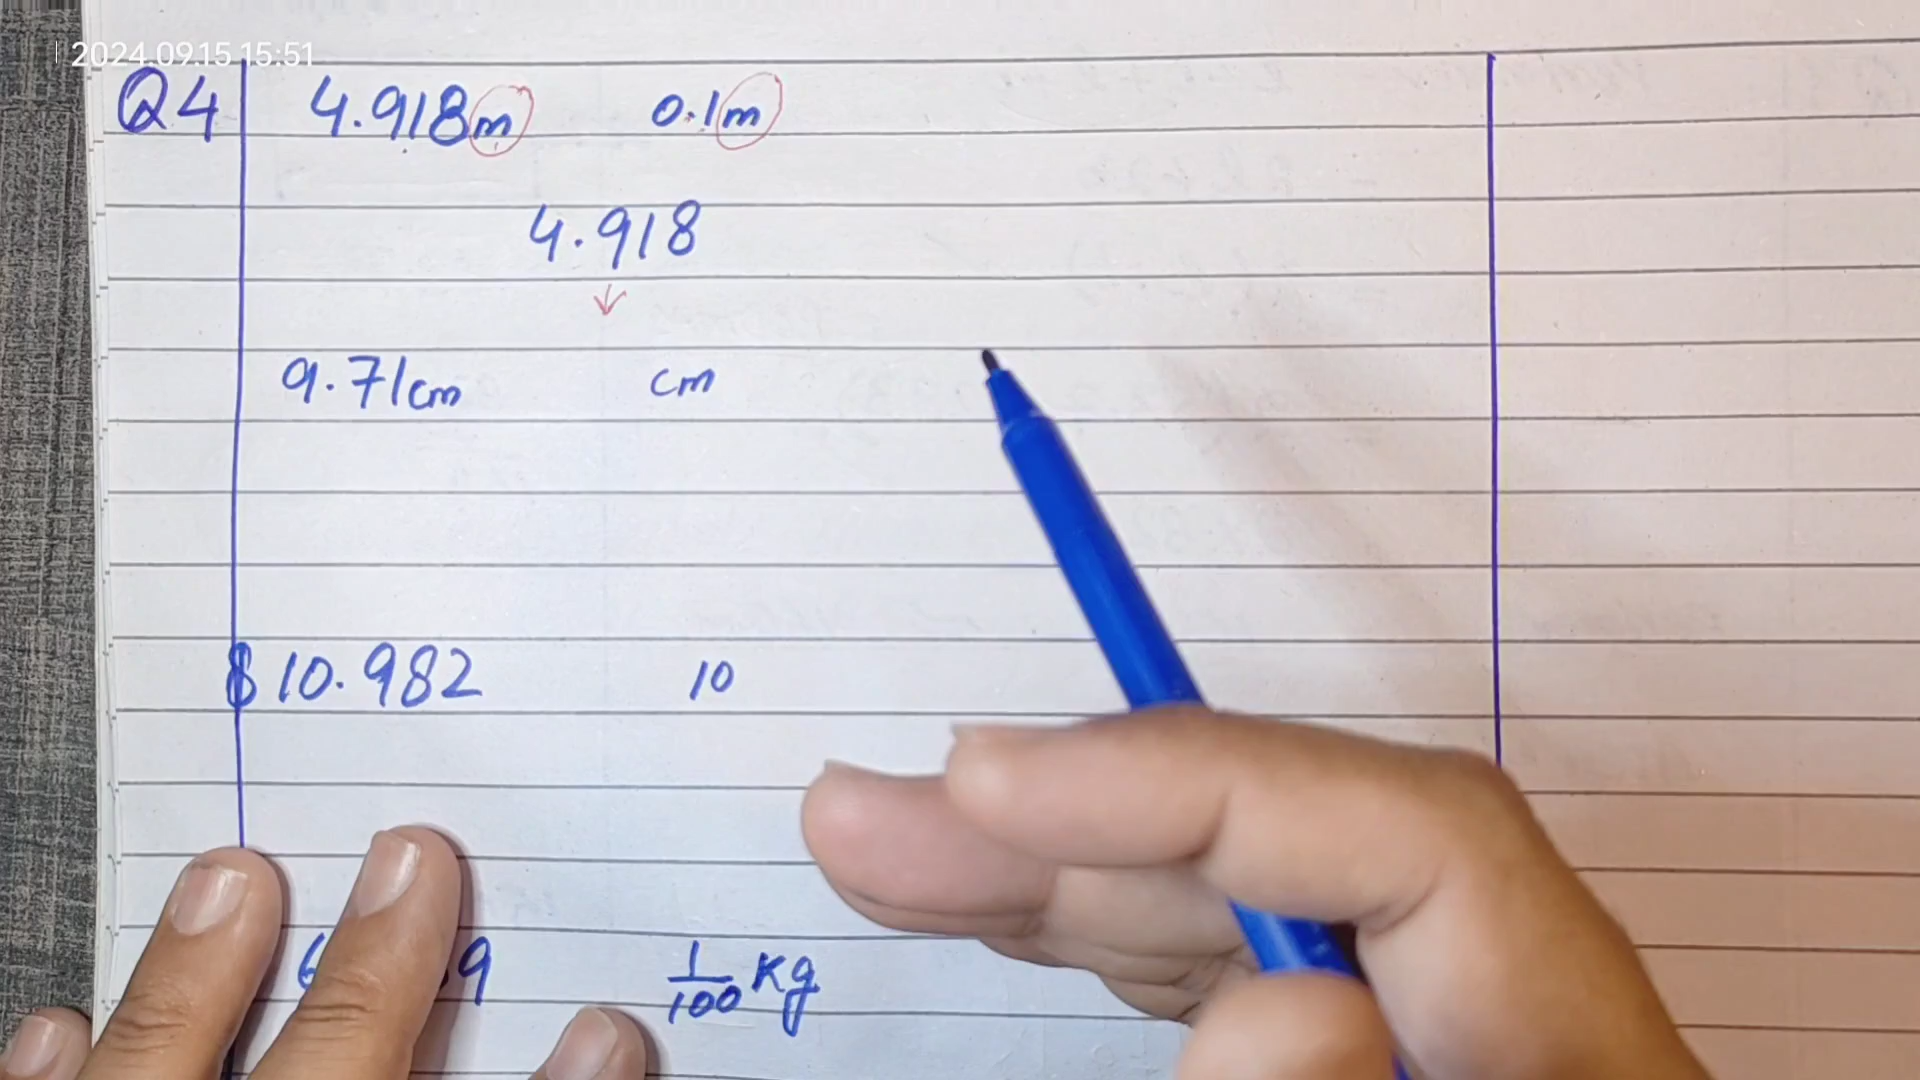 2024.09.15 15:51
Q4 4.918m 0.1m
4.918
↓
9.71cm cm
$10.982 10
1/100 Kg